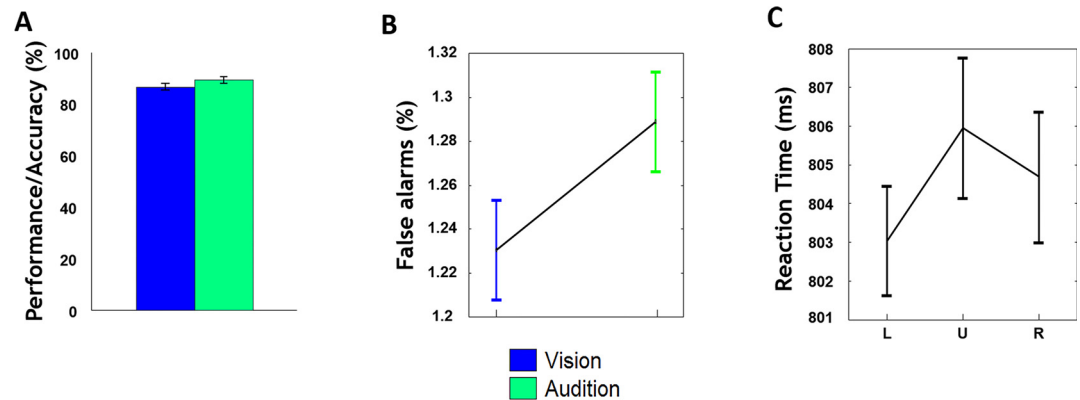 A
Performance/Accuracy (%)
100
80
60
40
20
0
B
False alarms (%)
1.32
1.3
1.28
1.26
1.24
1.22
1.2
C
Reaction Time (ms)
808
807
806
805
804
803
802
801
L U R
Vision
Audition